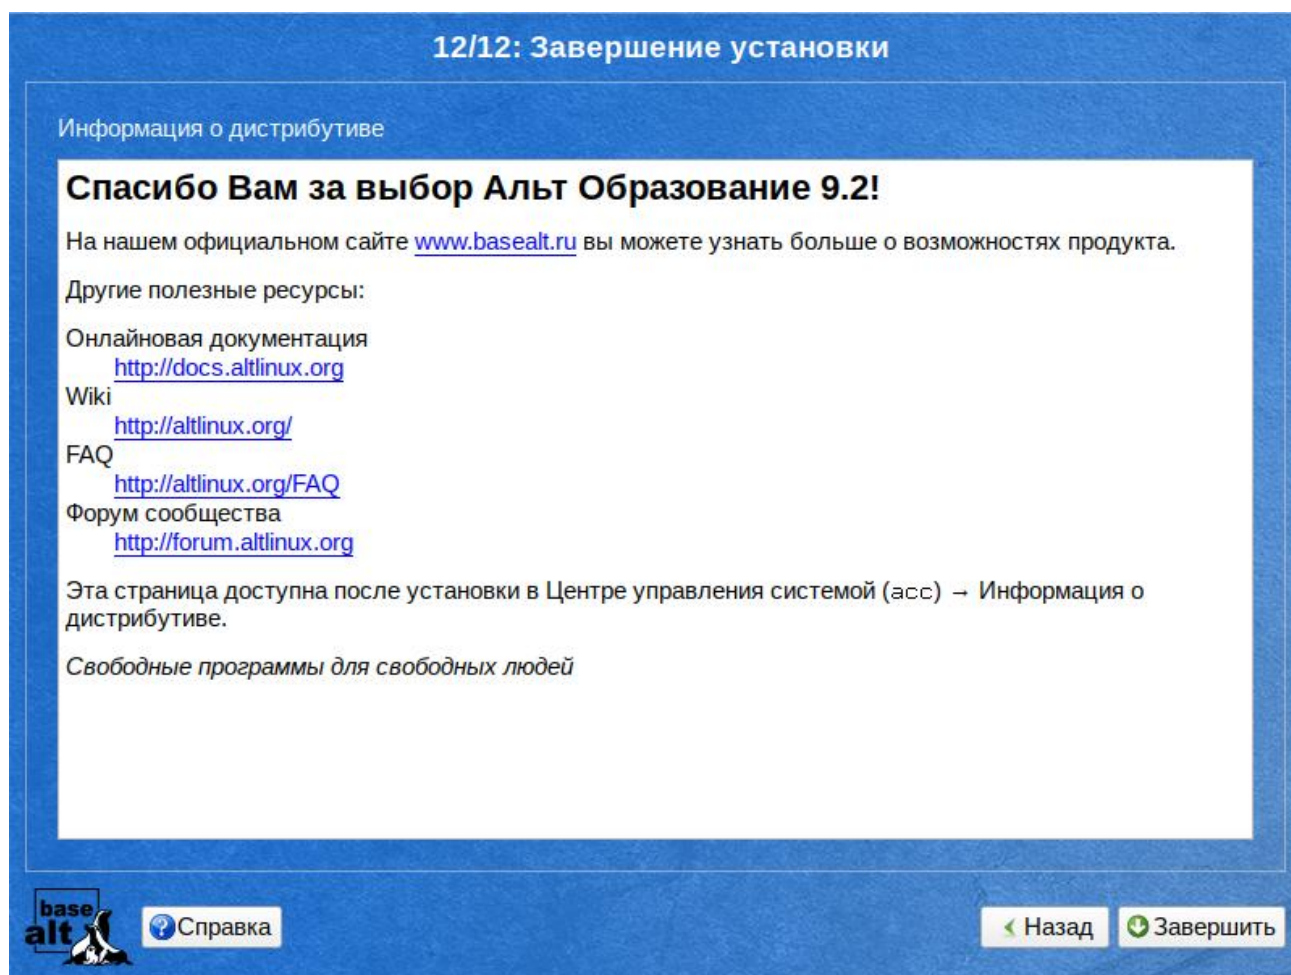 12/12: Завершение установки
Информация о дистрибутиве
Спасибо Вам за выбор Альт Образование 9.2!
На нашем официальном сайте www.basealt.ru вы можете узнать больше о возможностях продукта.
Другие полезные ресурсы:
Онлайновая документация
http://docs.altlinux.org
Wiki
http://altlinux.org/
FAQ
http://altlinux.org/FAQ
Форум сообщества
http://forum.altlinux.org
Эта страница доступна после установки в Центре управления системой (acc) → Информация о
дистрибутиве.
Свободные программы для свободных людей
base
alt
Справка
Назад
Завершить